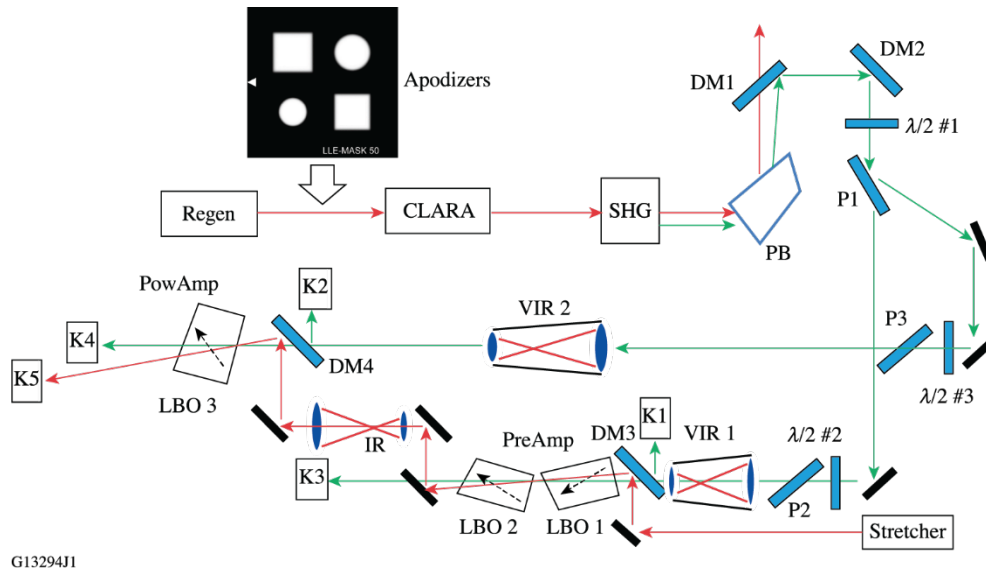 Apodizers
LLE-MASK 50
DM1
DM2
λ/2 #1
P1
Regen
CLARA
SHG
PB
PowAmp
K2
VIR 2
P3
K4
K5
DM4
LBO 3
λ/2 #3
IR
K1
PreAmp
DM3
VIR 1
λ/2 #2
K3
LBO 2
LBO 1
P2
Stretcher
G13294J1